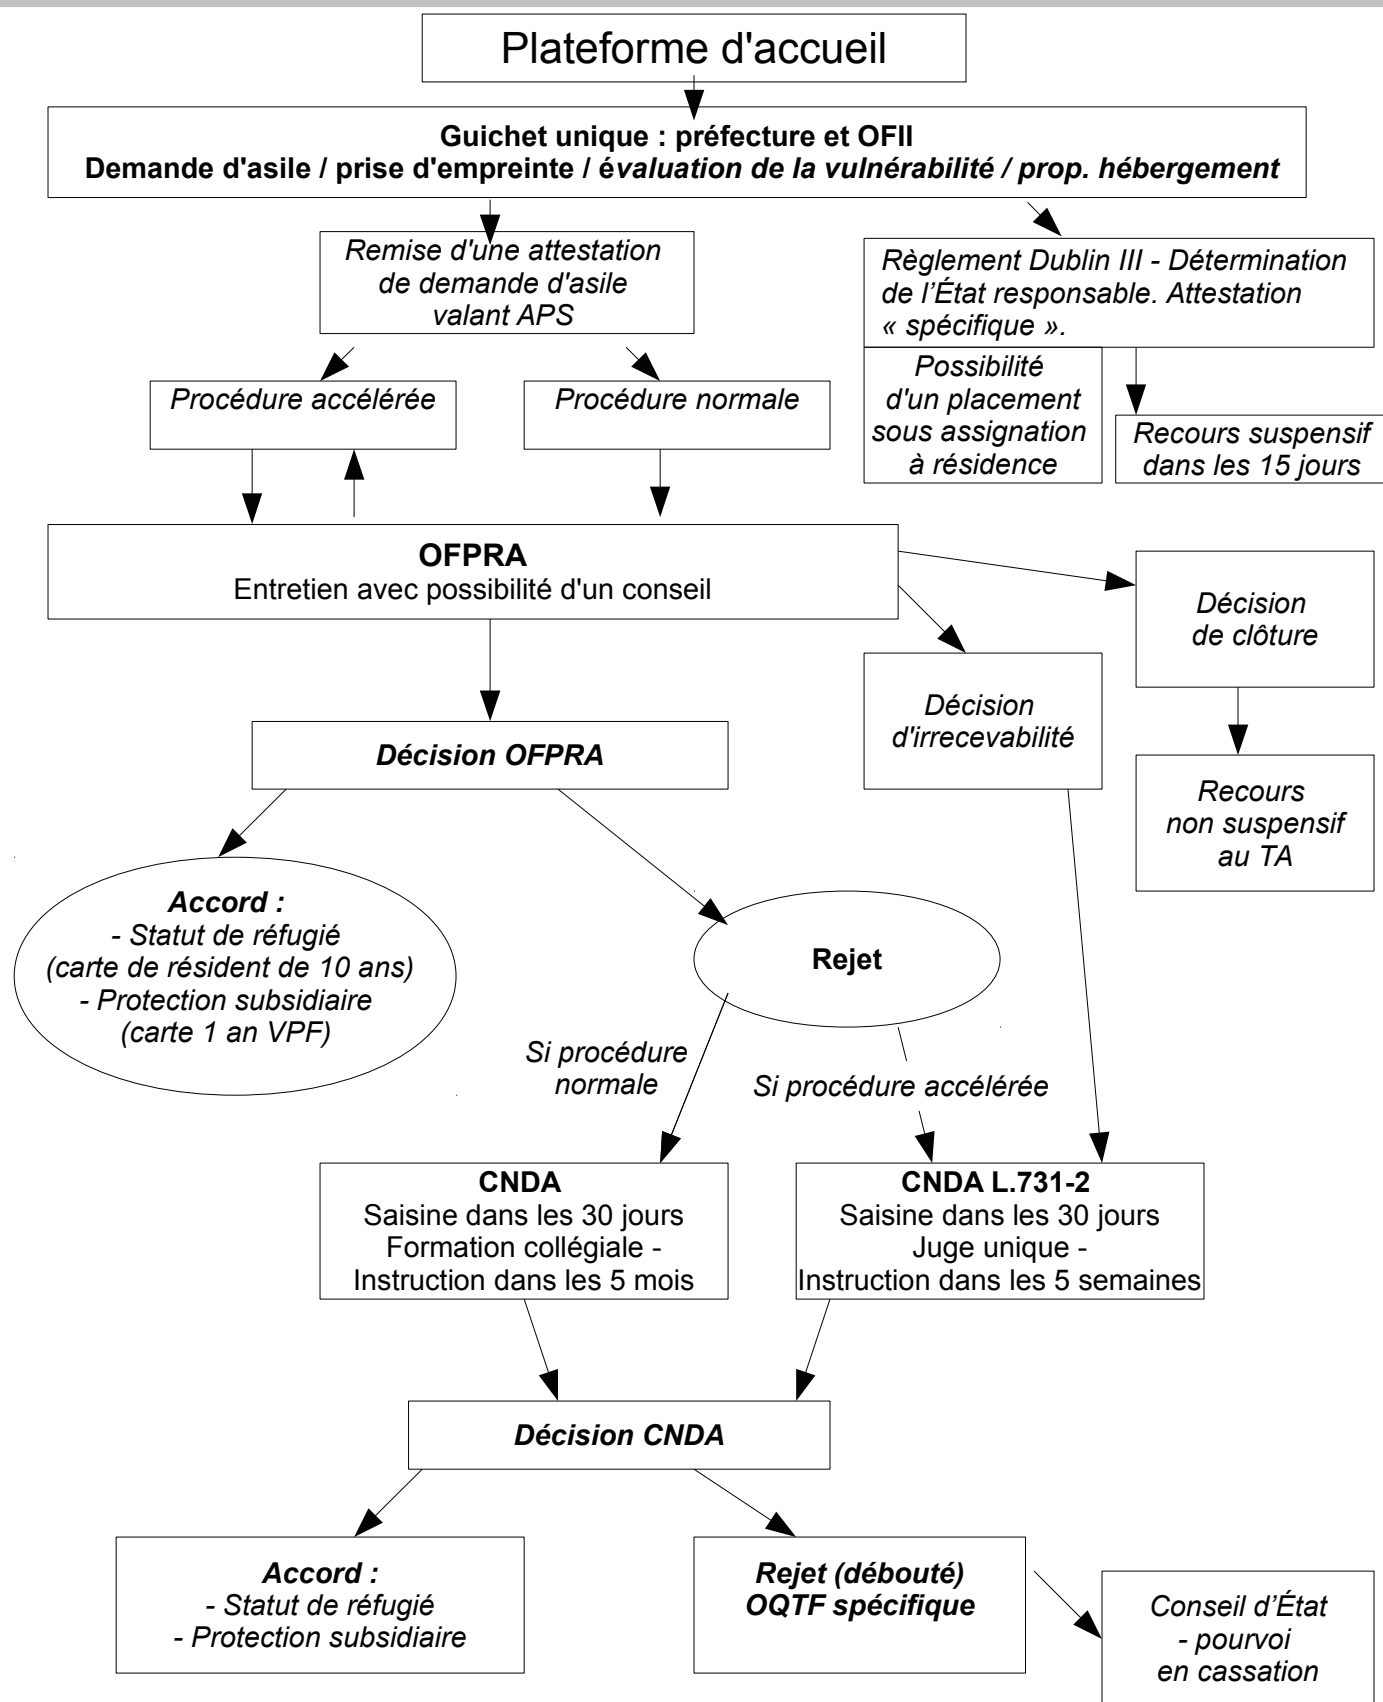 Plateforme d'accueil
Guichet unique : préfecture et OFII
Demande d'asile / prise d'empreinte / évaluation de la vulnérabilité / prop. hébergement
Remise d'une attestation
de demande d'asile
valant APS
Règlement Dublin III - Détermination
de l’État responsable. Attestation
« spécifique ».
Procédure accélérée
Procédure normale
Possibilité
d'un placement
sous assignation
à résidence
Recours suspensif
dans les 15 jours
OFPRA
Entretien avec possibilité d'un conseil
Décision
de clôture
Décision
d'irrecevabilité
Décision OFPRA
Recours
non suspensif
au TA
Accord :
- Statut de réfugié
(carte de résident de 10 ans)
- Protection subsidiaire
(carte 1 an VPF)
Rejet
Si procédure
normale
Si procédure accélérée
CNDA
Saisine dans les 30 jours
Formation collégiale -
Instruction dans les 5 mois
CNDA L.731-2
Saisine dans les 30 jours
Juge unique -
Instruction dans les 5 semaines
Décision CNDA
Accord :
- Statut de réfugié
- Protection subsidiaire
Rejet (débouté)
OQTF spécifique
Conseil d’État
- pourvoi
en cassation